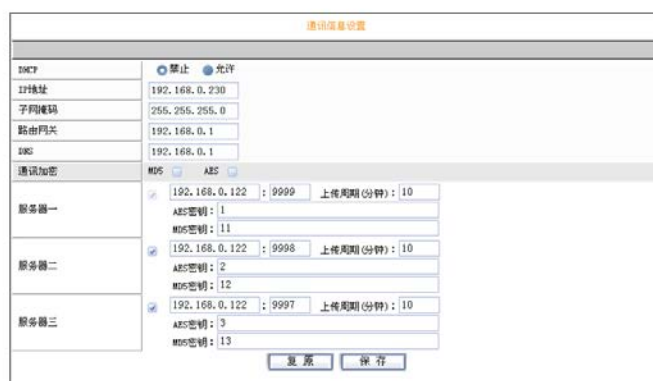 通讯信息设置
DHCP 禁止 允许
IP地址 192.168.0.230
子网掩码 255.255.255.0
路由网关 192.168.0.1
DNS 192.168.0.1
通讯加密 MD5 AES
服务器一 192.168.0.122 : 9999 上传周期(分钟): 10
AES密钥: 1
MD5密钥: 11
服务器二 192.168.0.122 : 9998 上传周期(分钟): 10
AES密钥: 2
MD5密钥: 12
服务器三 192.168.0.122 : 9997 上传周期(分钟): 10
AES密钥: 3
MD5密钥: 13
复原 保存